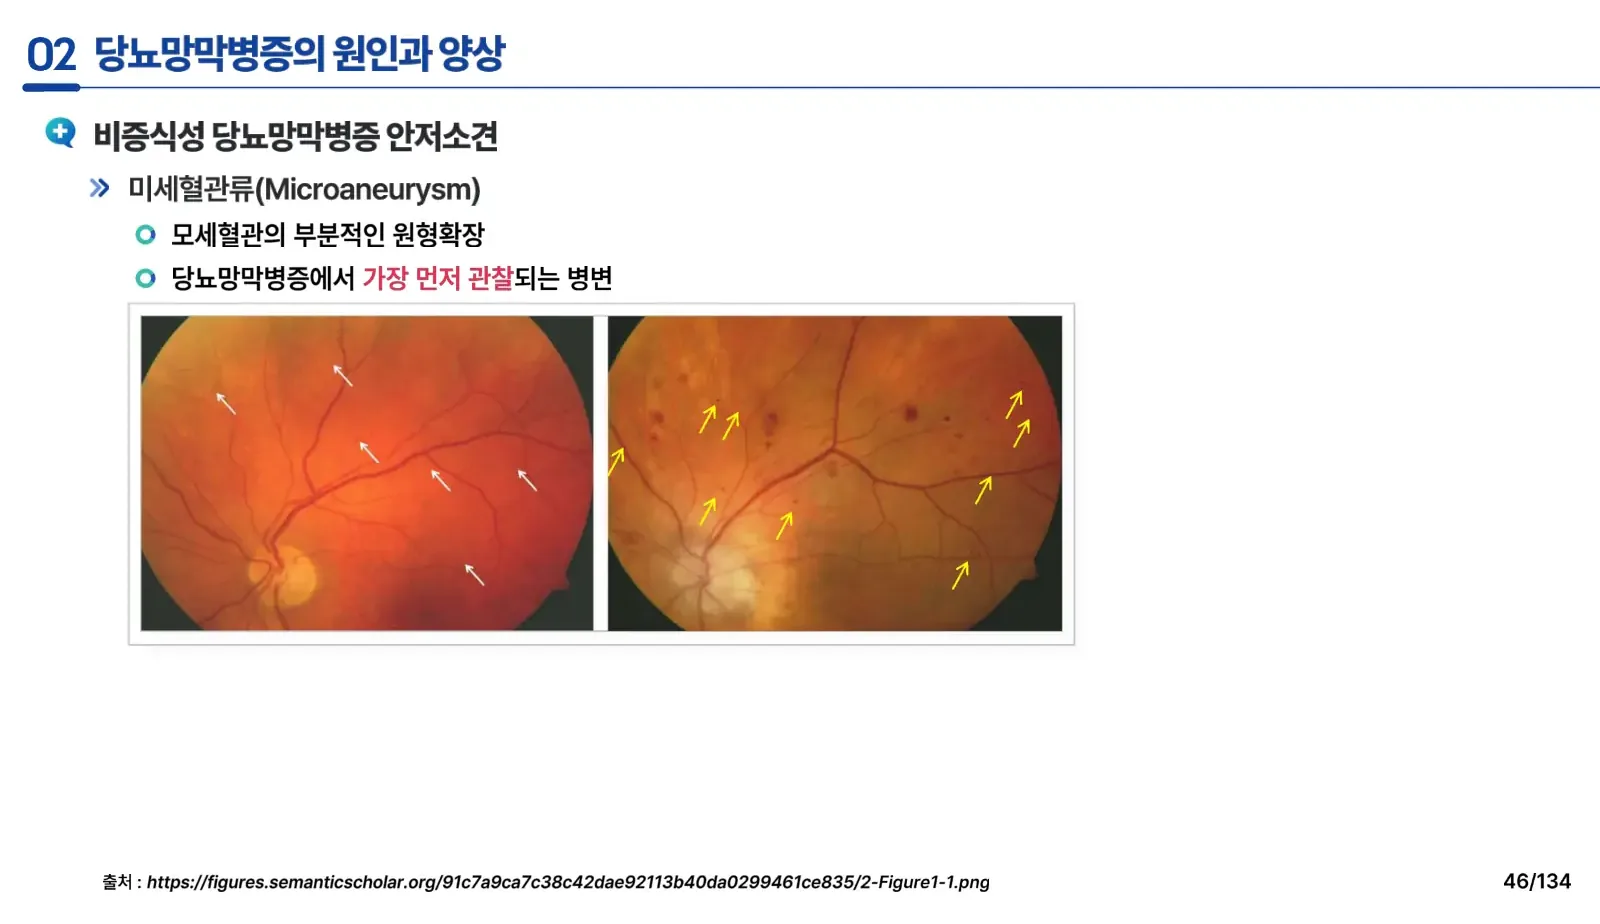 02 당뇨망막병증의 원인과 양상
비증식성 당뇨망막병증 안저소견
미세혈관류(Microaneurysm)
모세혈관의 부분적인 원형확장
당뇨망막병증에서 가장 먼저 관찰되는 병변
출처 : https://figures.semanticscholar.org/91c7a9ca7c38c42dae92113b40da0299461ce835/2-Figure1-1.png
46/134